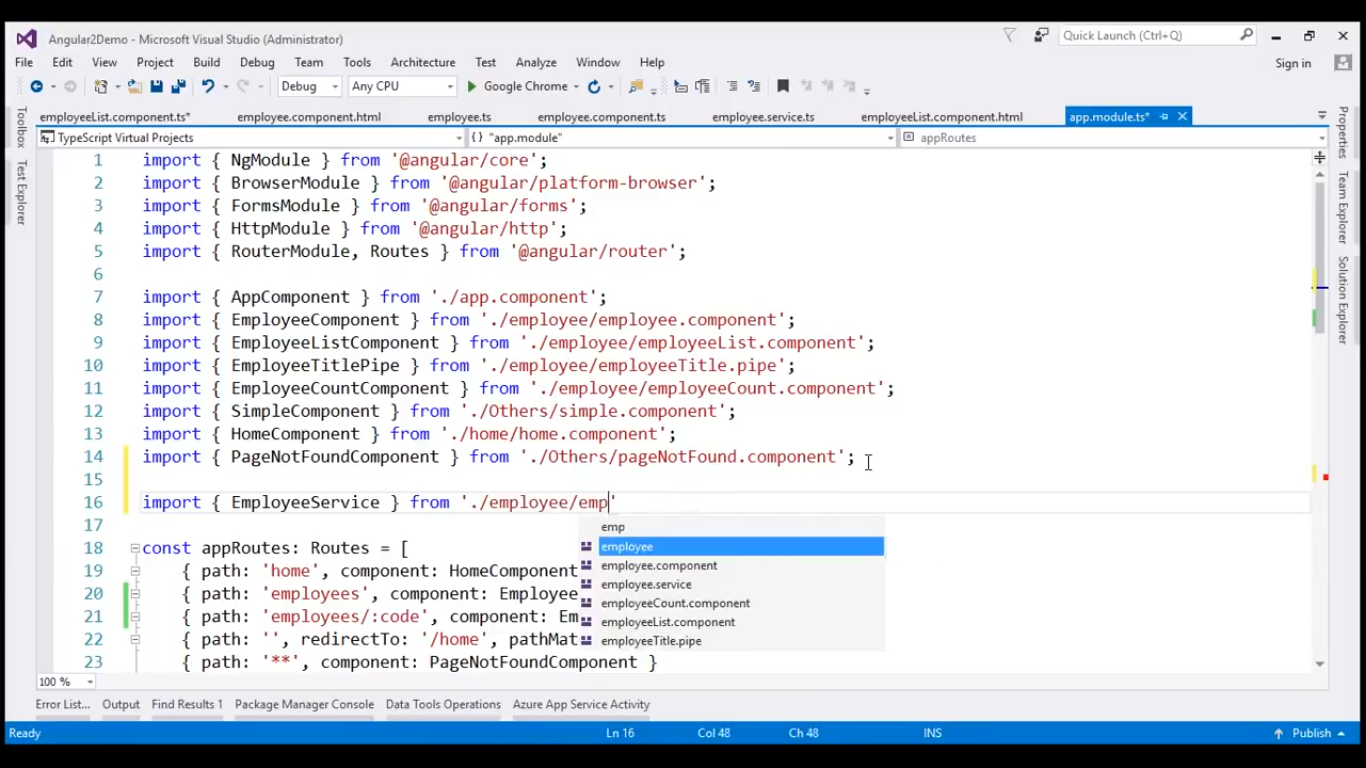 Angular2Demo - Microsoft Visual Studio (Administrator)
Quick Launch (Ctrl+Q)
File Edit View Project Build Debug Team Tools Architecture Test Analyze Window Help
Sign in
Debug Any CPU Google Chrome
employeeList.component.ts* employee.component.html employee.ts employee.component.ts employee.service.ts employeeList.component.html app.module.ts*
TypeScript Virtual Projects {} "app.module" appRoutes
Toolbox
Test Explorer
Properties
Team Explorer
Solution Explorer
1 import { NgModule } from '@angular/core';
2 import { BrowserModule } from '@angular/platform-browser';
3 import { FormsModule } from '@angular/forms';
4 import { HttpModule } from '@angular/http';
5 import { RouterModule, Routes } from '@angular/router';
6
7 import { AppComponent } from './app.component';
8 import { EmployeeComponent } from './employee/employee.component';
9 import { EmployeeListComponent } from './employee/employeeList.component';
10 import { EmployeeTitlePipe } from './employee/employeeTitle.pipe';
11 import { EmployeeCountComponent } from './employee/employeeCount.component';
12 import { SimpleComponent } from './Others/simple.component';
13 import { HomeComponent } from './home/home.component';
14 import { PageNotFoundComponent } from './Others/pageNotFound.component';
15
16 import { EmployeeService } from './employee/emp'
17
emp
employee
employee.component
employee.service
employeeCount.component
employeeList.component
employeeTitle.pipe
18 const appRoutes: Routes = [
19 { path: 'home', component: HomeComponent
20 { path: 'employees', component: Employee
21 { path: 'employees/:code', component: Em
22 { path: '', redirectTo: '/home', pathMat
23 { path: '**', component: PageNotFoundComponent }
100 %
Error List... Output Find Results 1 Package Manager Console Data Tools Operations Azure App Service Activity
Ready Ln 16 Col 48 Ch 48 INS Publish